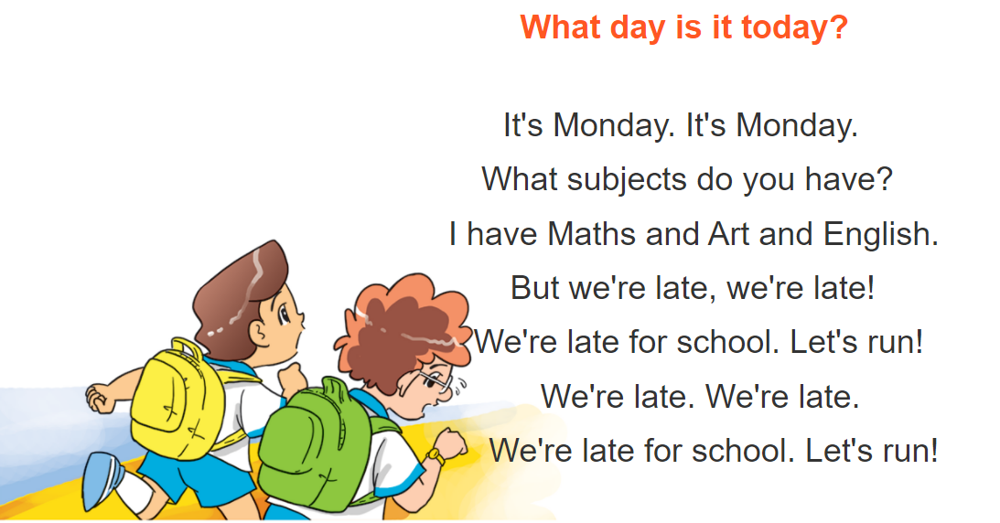 What day is it today?
It's Monday. It's Monday.
What subjects do you have?
I have Maths and Art and English.
But we're late, we're late!
We're late for school. Let's run!
We're late. We're late.
We're late for school. Let's run!